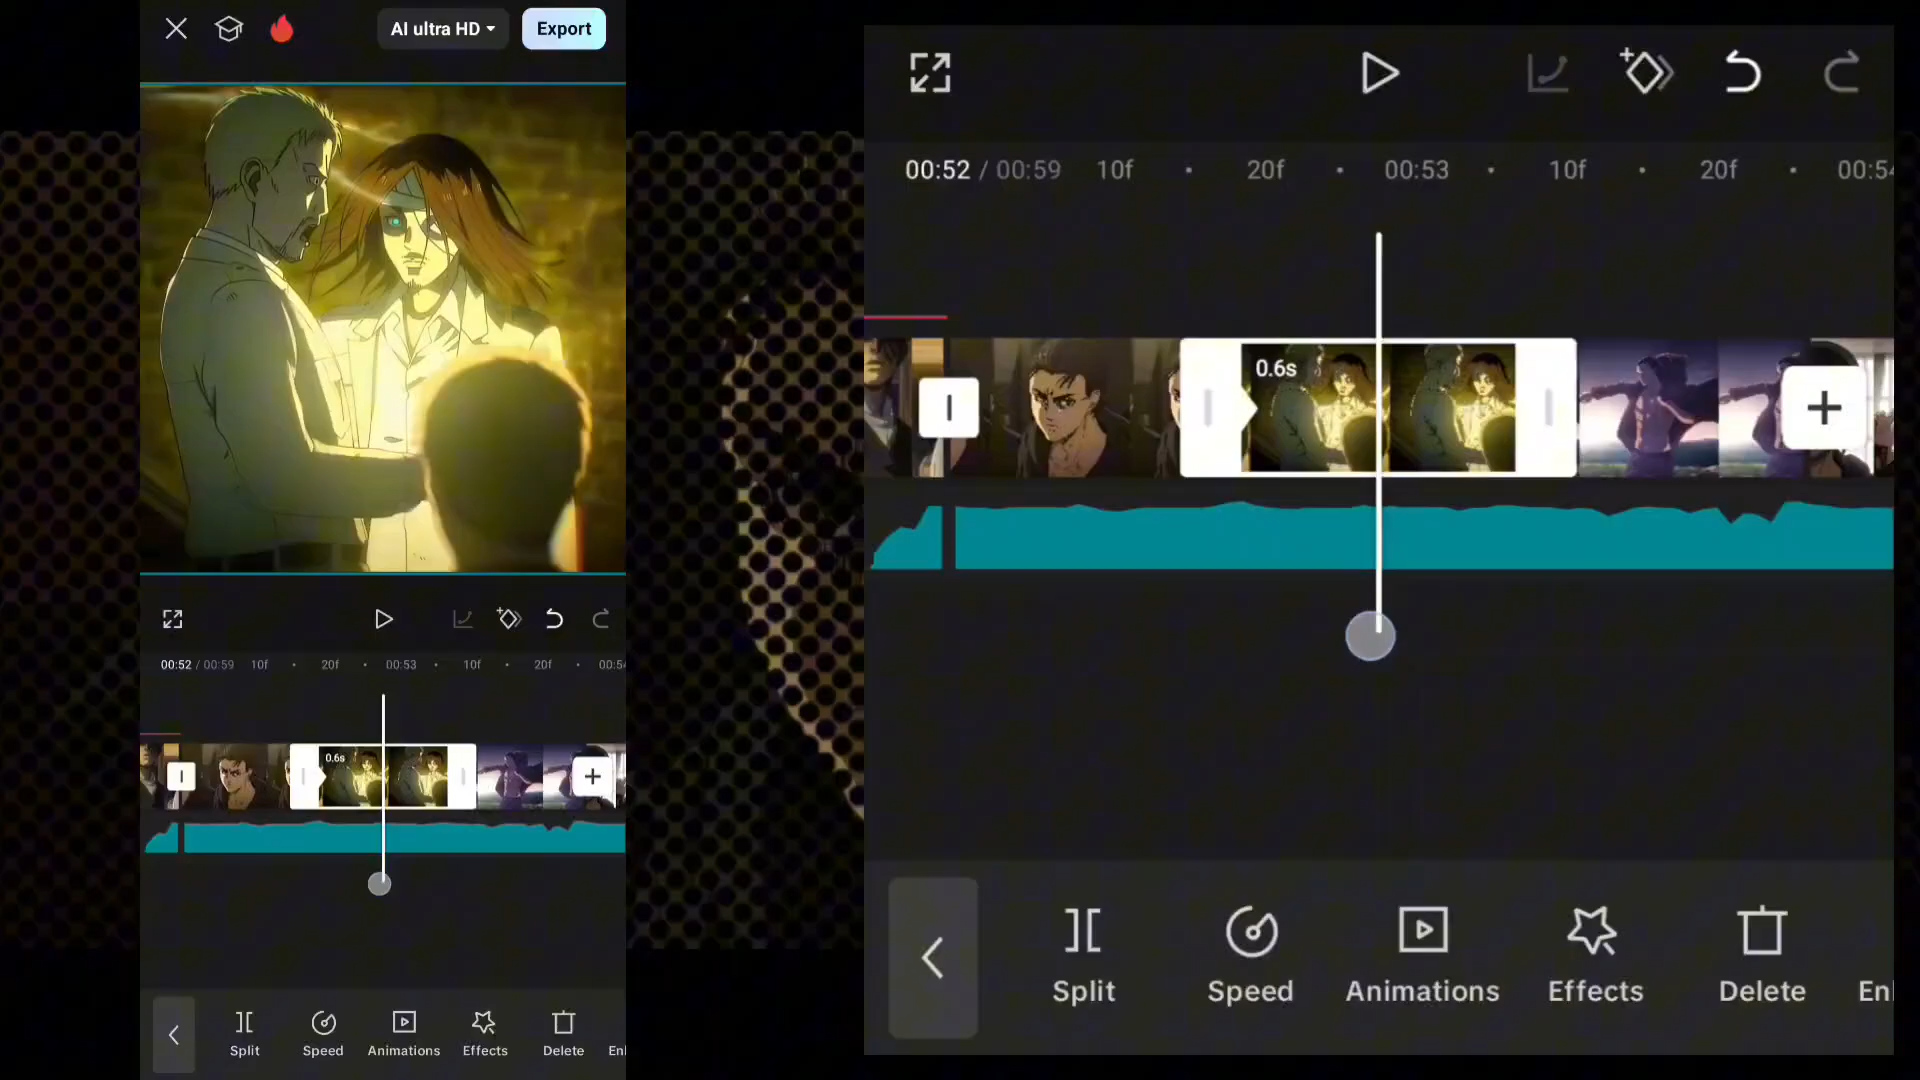 AI ultra HD
Export
00:52 / 00:59 10f 20f 00:53 10f 20f 00:54
0.6s
Split Speed Animations Effects Delete En
00:52 / 00:59 10f 20f 00:53 10f 20f 00:54
0.6s
Split Speed Animations Effects Delete En